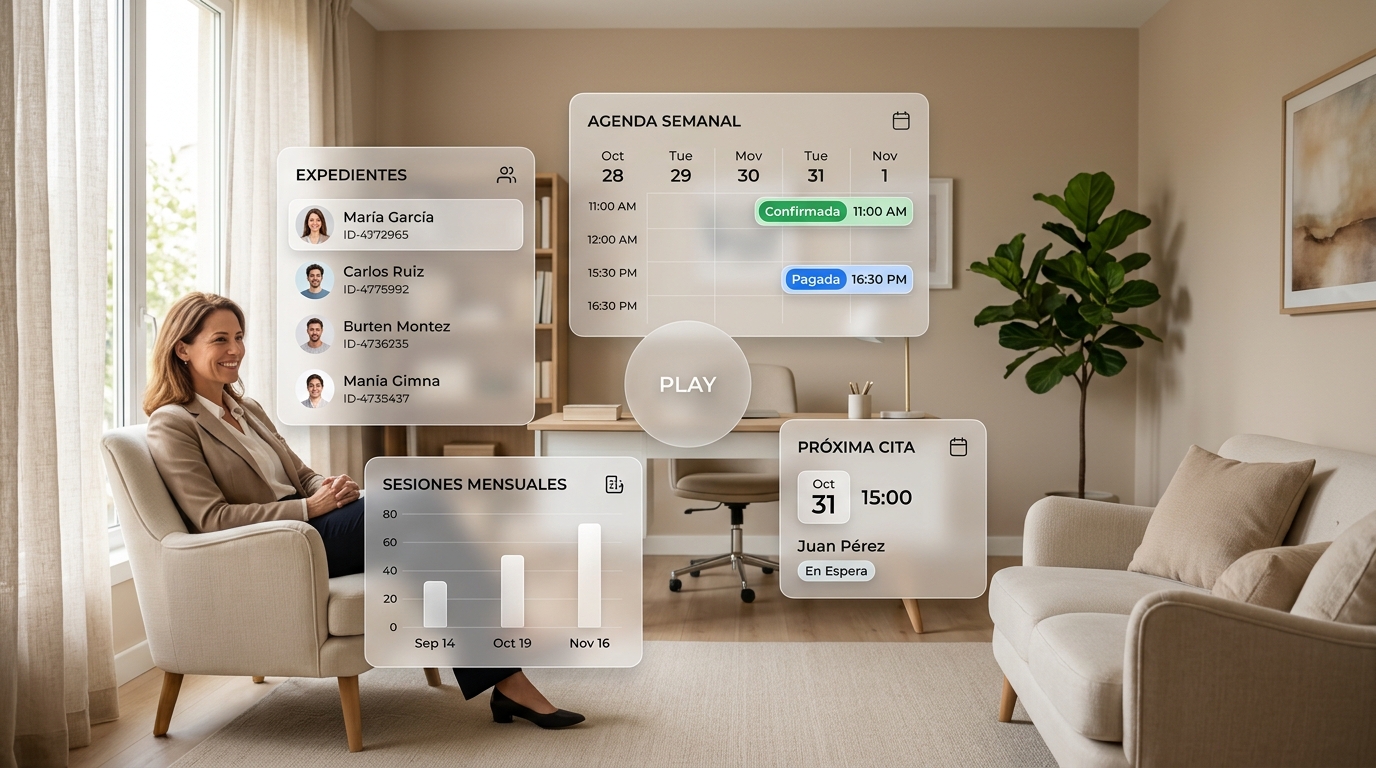 EXPEDIENTES
María García
ID-4372965
Carlos Ruiz
ID-4775992
Burten Montez
ID-4736235
Mania Gimna
ID-4735437
AGENDA SEMANAL
Oct Tue Mov Tue Nov
28 29 30 31 1
11:00 AM
Confirmada 11:00 AM
12:00 AM
15:30 PM
Pagada 16:30 PM
16:30 PM
PLAY
SESIONES MENSUALES
80
60
40
20
0
Sep 14 Oct 19 Nov 16
PRÓXIMA CITA
Oct
31
15:00
Juan Pérez
En Espera